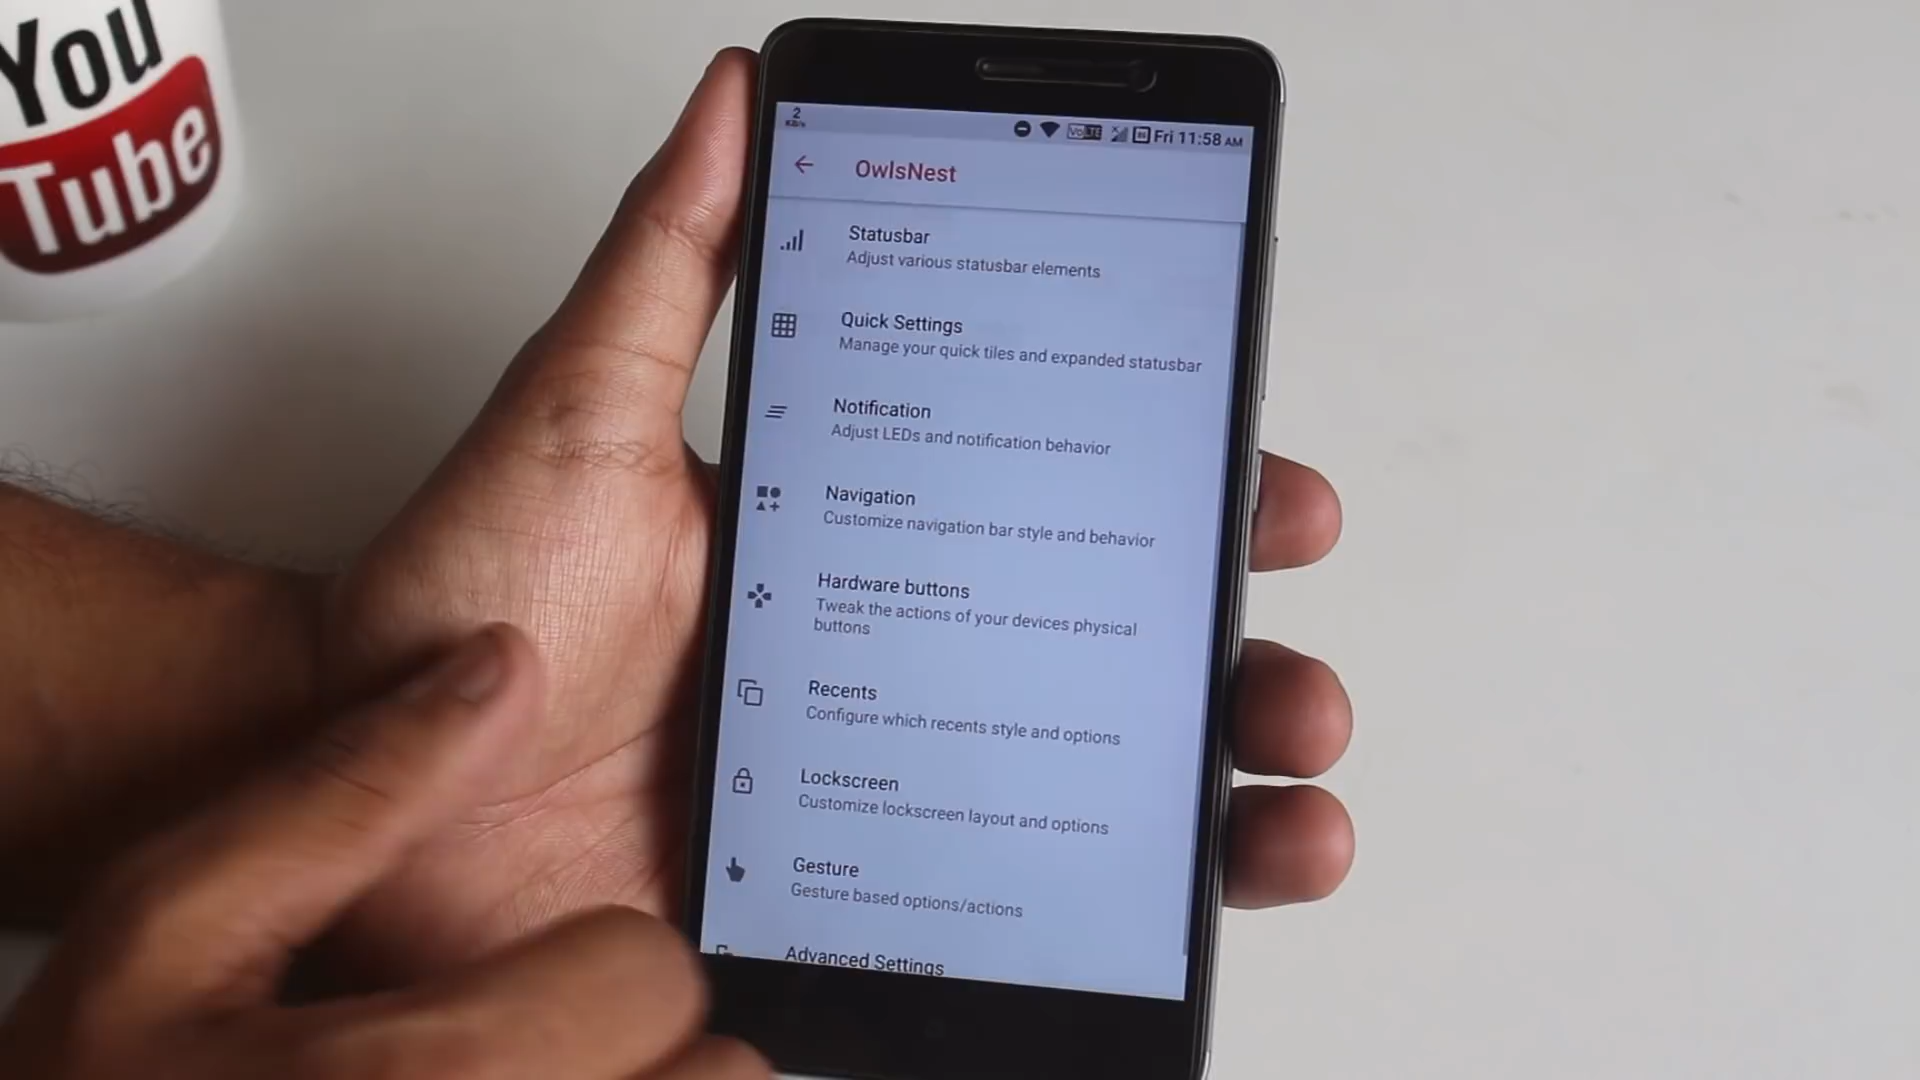 You
Tube
2
KB/s
VoLTE
Fri 11:58 AM
OwlsNest
Statusbar
Adjust various statusbar elements
Quick Settings
Manage your quick tiles and expanded statusbar
Notification
Adjust LEDs and notification behavior
Navigation
Customize navigation bar style and behavior
Hardware buttons
Tweak the actions of your devices physical
buttons
Recents
Configure which recents style and options
Lockscreen
Customize lockscreen layout and options
Gesture
Gesture based options/actions
Advanced Settings